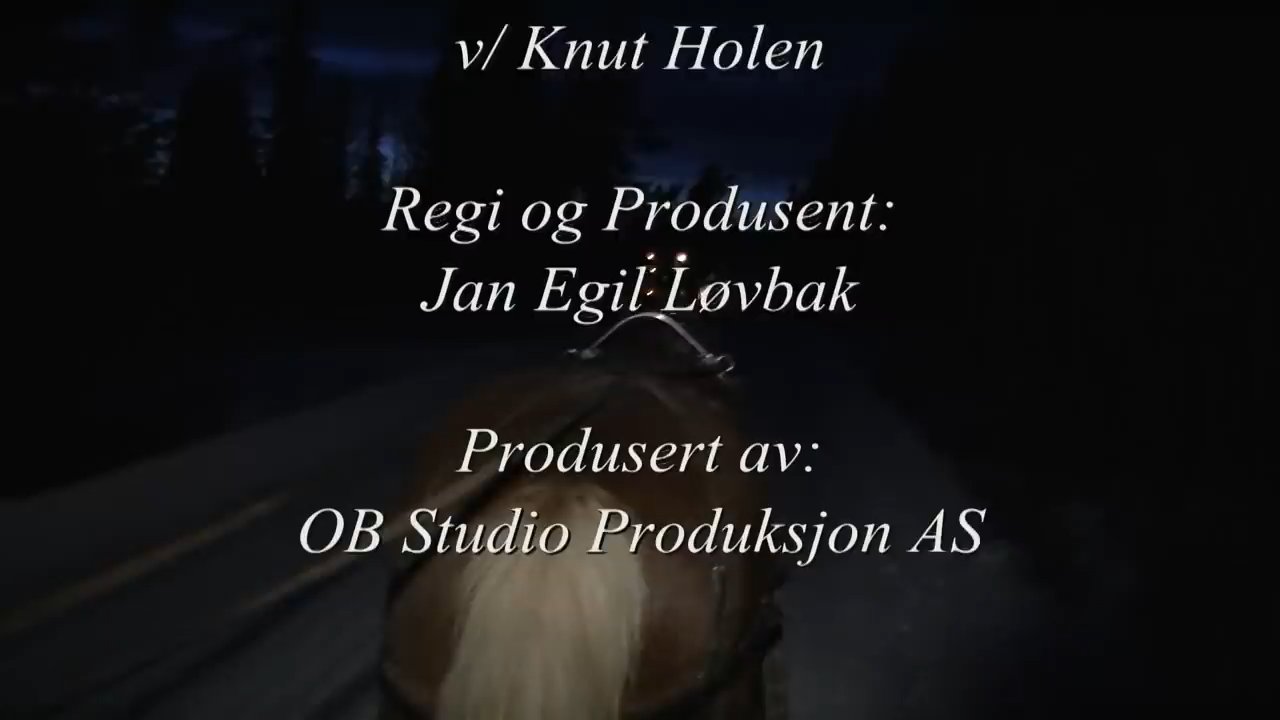 v/ Knut Holen
Regi og Produsent:
Jan Egil Løvbak
Produsert av:
OB Studio Produksjon AS